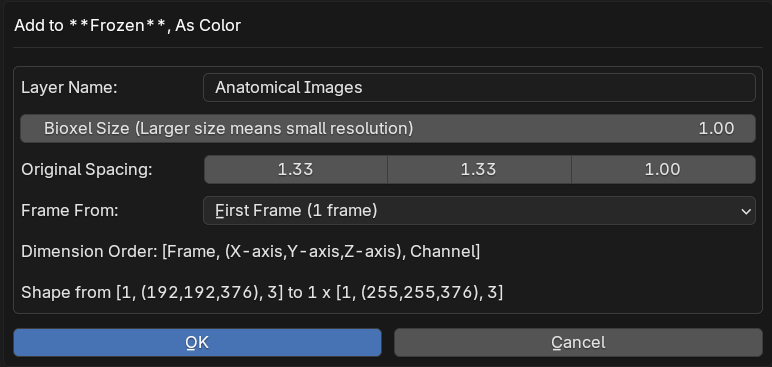 Add to **Frozen**, As Color
Layer Name: Anatomical Images
Bioxel Size (Larger size means small resolution) 1.00
Original Spacing: 1.33 1.33 1.00
Frame From: First Frame (1 frame)
Dimension Order: [Frame, (X-axis,Y-axis,Z-axis), Channel]
Shape from [1, (192,192,376), 3] to 1 x [1, (255,255,376), 3]
OK Cancel